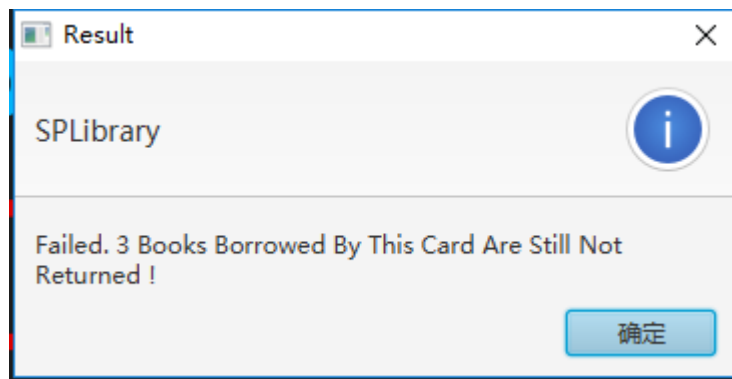 Result
SPLibrary
Failed. 3 Books Borrowed By This Card Are Still Not
Returned !
确定